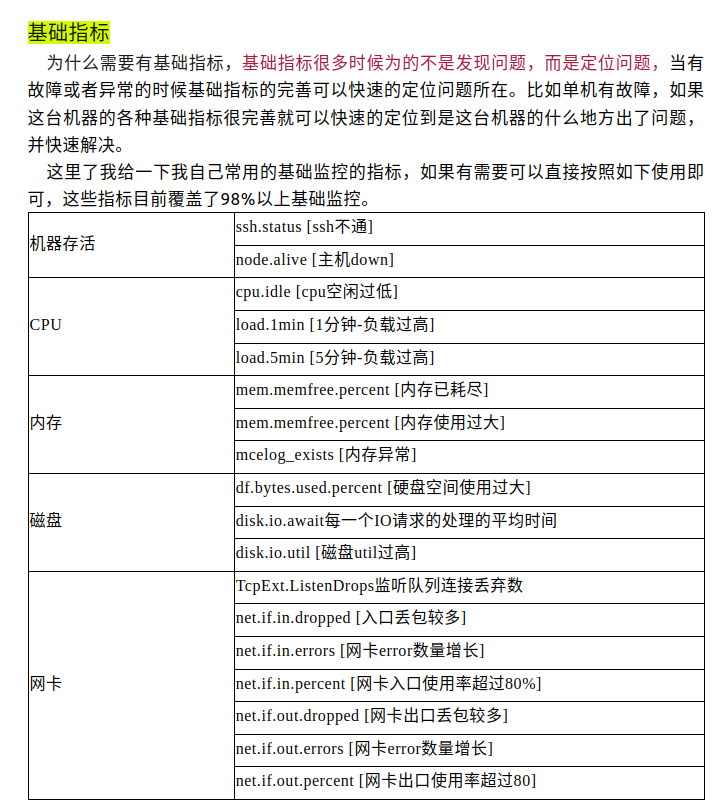 基础指标
为什么需要有基础指标，基础指标很多时候为的不是发现问题，而是定位问题，当有
故障或者异常的时候基础指标的完善可以快速的定位问题所在。比如单机有故障，如果
这台机器的各种基础指标很完善就可以快速的定位到是这台机器的什么地方出了问题，
并快速解决。
这里了我给一下我自己常用的基础监控的指标，如果有需要可以直接按照如下使用即
可，这些指标目前覆盖了98%以上基础监控。
机器存活
ssh.status [ssh不通]
node.alive [主机down]
CPU
cpu.idle [cpu空闲过低]
load.1min [1分钟-负载过高]
load.5min [5分钟-负载过高]
内存
mem.memfree.percent [内存已耗尽]
mem.memfree.percent [内存使用过大]
mcelog_exists [内存异常]
磁盘
df.bytes.used.percent [硬盘空间使用过大]
disk.io.await每一个IO请求的处理的平均时间
disk.io.util [磁盘util过高]
网卡
TcpExt.ListenDrops监听队列连接丢弃数
net.if.in.dropped [入口丢包较多]
net.if.in.errors [网卡error数量增长]
net.if.in.percent [网卡入口使用率超过80%]
net.if.out.dropped [网卡出口丢包较多]
net.if.out.errors [网卡error数量增长]
net.if.out.percent [网卡出口使用率超过80]